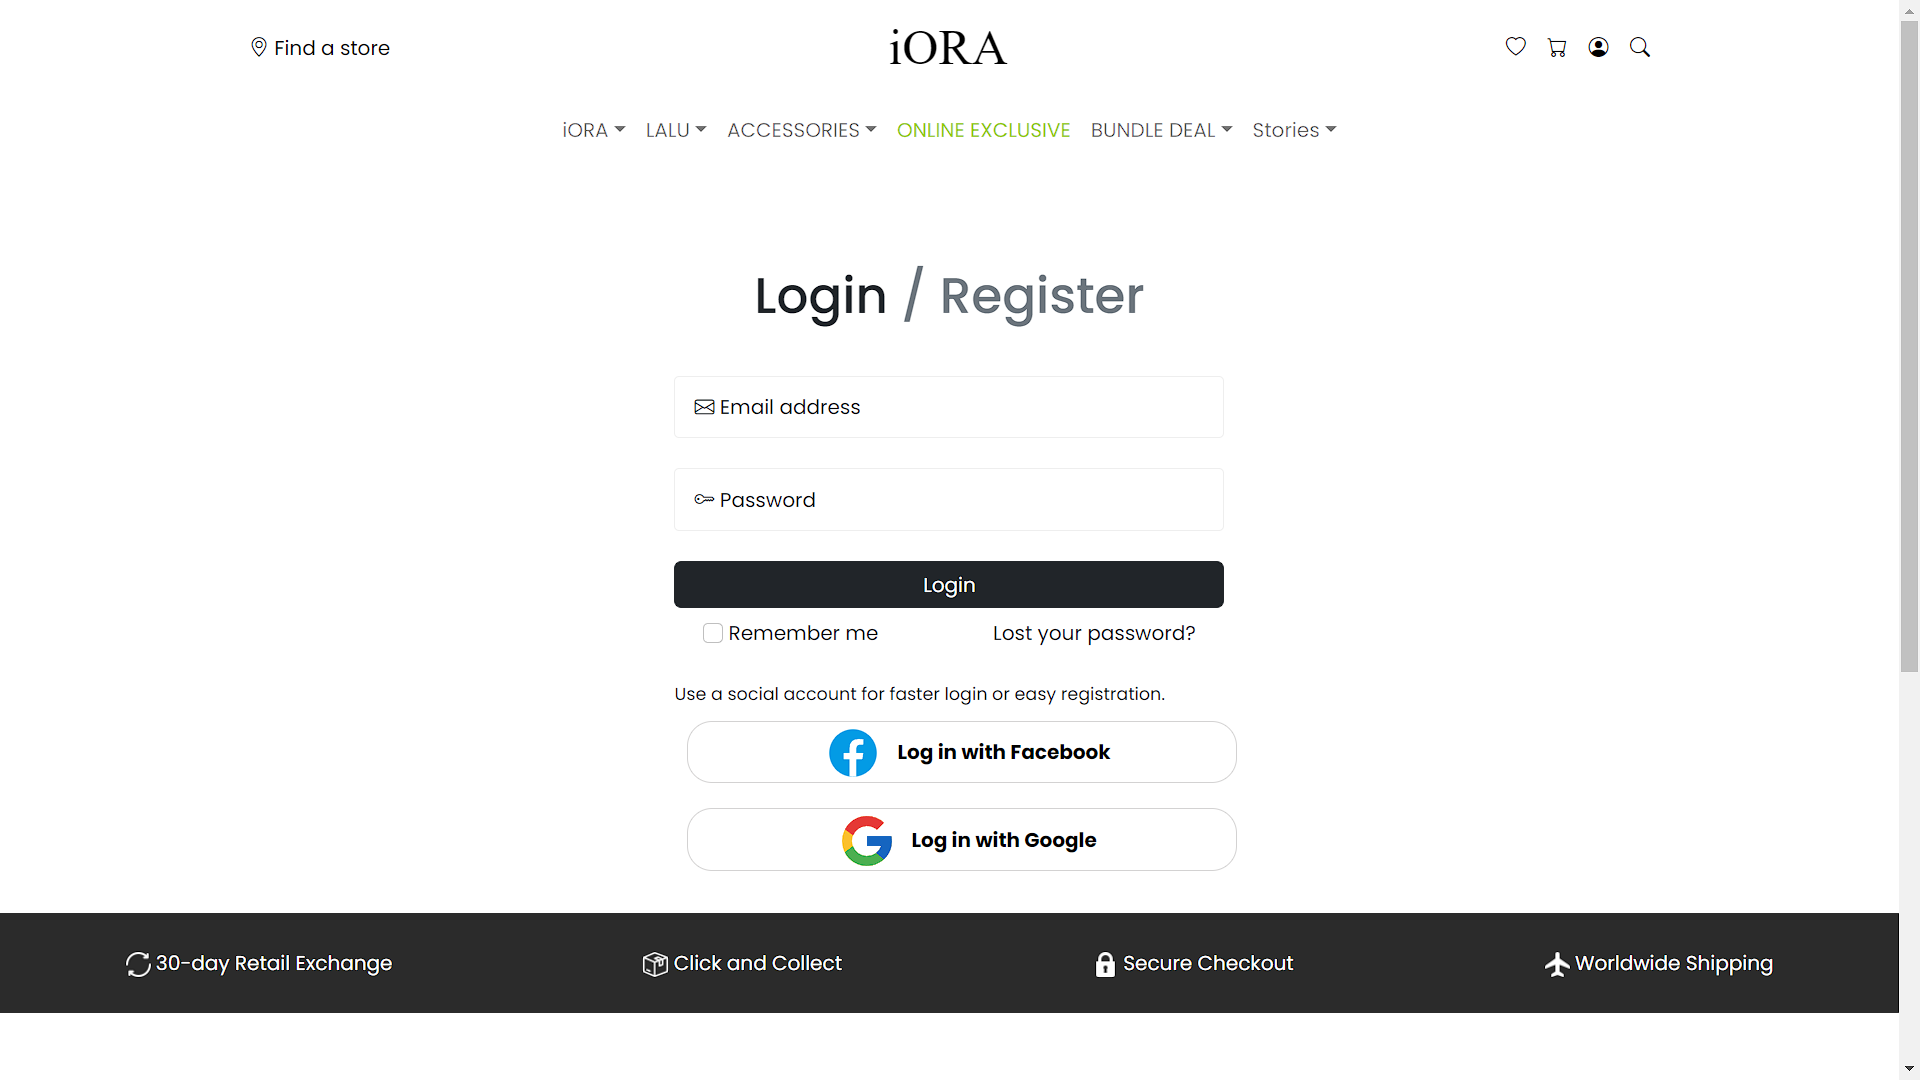 Find a store
iORA
iORA LALU ACCESSORIES ONLINE EXCLUSIVE BUNDLE DEAL Stories
Login / Register
Email address
Password
Login
Remember me Lost your password?
Use a social account for faster login or easy registration.
Log in with Facebook
Log in with Google
30-day Retail Exchange Click and Collect Secure Checkout Worldwide Shipping